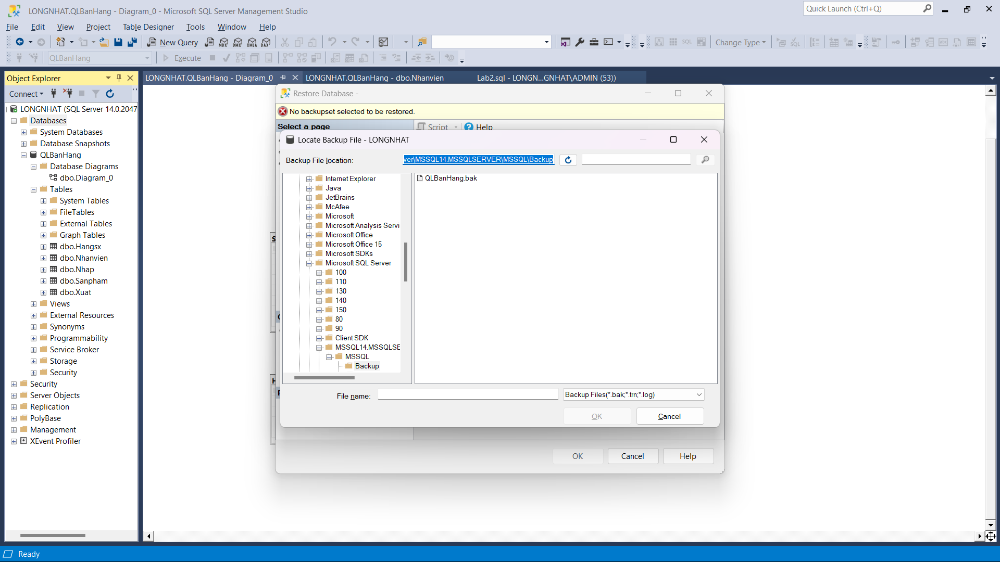 LONGNHAT.QLBanHang - Diagram_0 - Microsoft SQL Server Management Studio
Quick Launch (Ctrl+Q)
File Edit View Project Table Designer Tools Window Help
New Query MDX DMX XMLA DAX SQL Change Type
QLBanHang Execute
Object Explorer
LONGNHAT.QLBanHang - Diagram_0
LONGNHAT.QLBanHang - dbo.Nhanvien
Lab2.sql - LONGN...GNHAT\ADMIN (53))
Connect
LONGNHAT (SQL Server 14.0.2047
Databases
System Databases
Database Snapshots
QLBanHang
Database Diagrams
dbo.Diagram_0
Tables
System Tables
FileTables
External Tables
Graph Tables
dbo.Hangsx
dbo.Nhanvien
dbo.Nhap
dbo.Sanpham
dbo.Xuat
Views
External Resources
Synonyms
Programmability
Service Broker
Storage
Security
Security
Server Objects
Replication
PolyBase
Management
XEvent Profiler
Restore Database -
No backupset selected to be restored.
Select a page
Script Help
Locate Backup File - LONGNHAT
Backup File location:
ver\MSSQL14.MSSQLSERVER\MSSQL\Backup
Internet Explorer
Java
JetBrains
McAfee
Microsoft
Microsoft Analysis Servi
Microsoft Office
Microsoft Office 15
Microsoft SDKs
Microsoft SQL Server
100
110
130
140
150
80
90
Client SDK
MSSQL14.MSSQLSE
MSSQL
Backup
QLBanHang.bak
File name:
Backup Files(*.bak;*.trn;*.log)
OK Cancel
OK Cancel Help
Ready